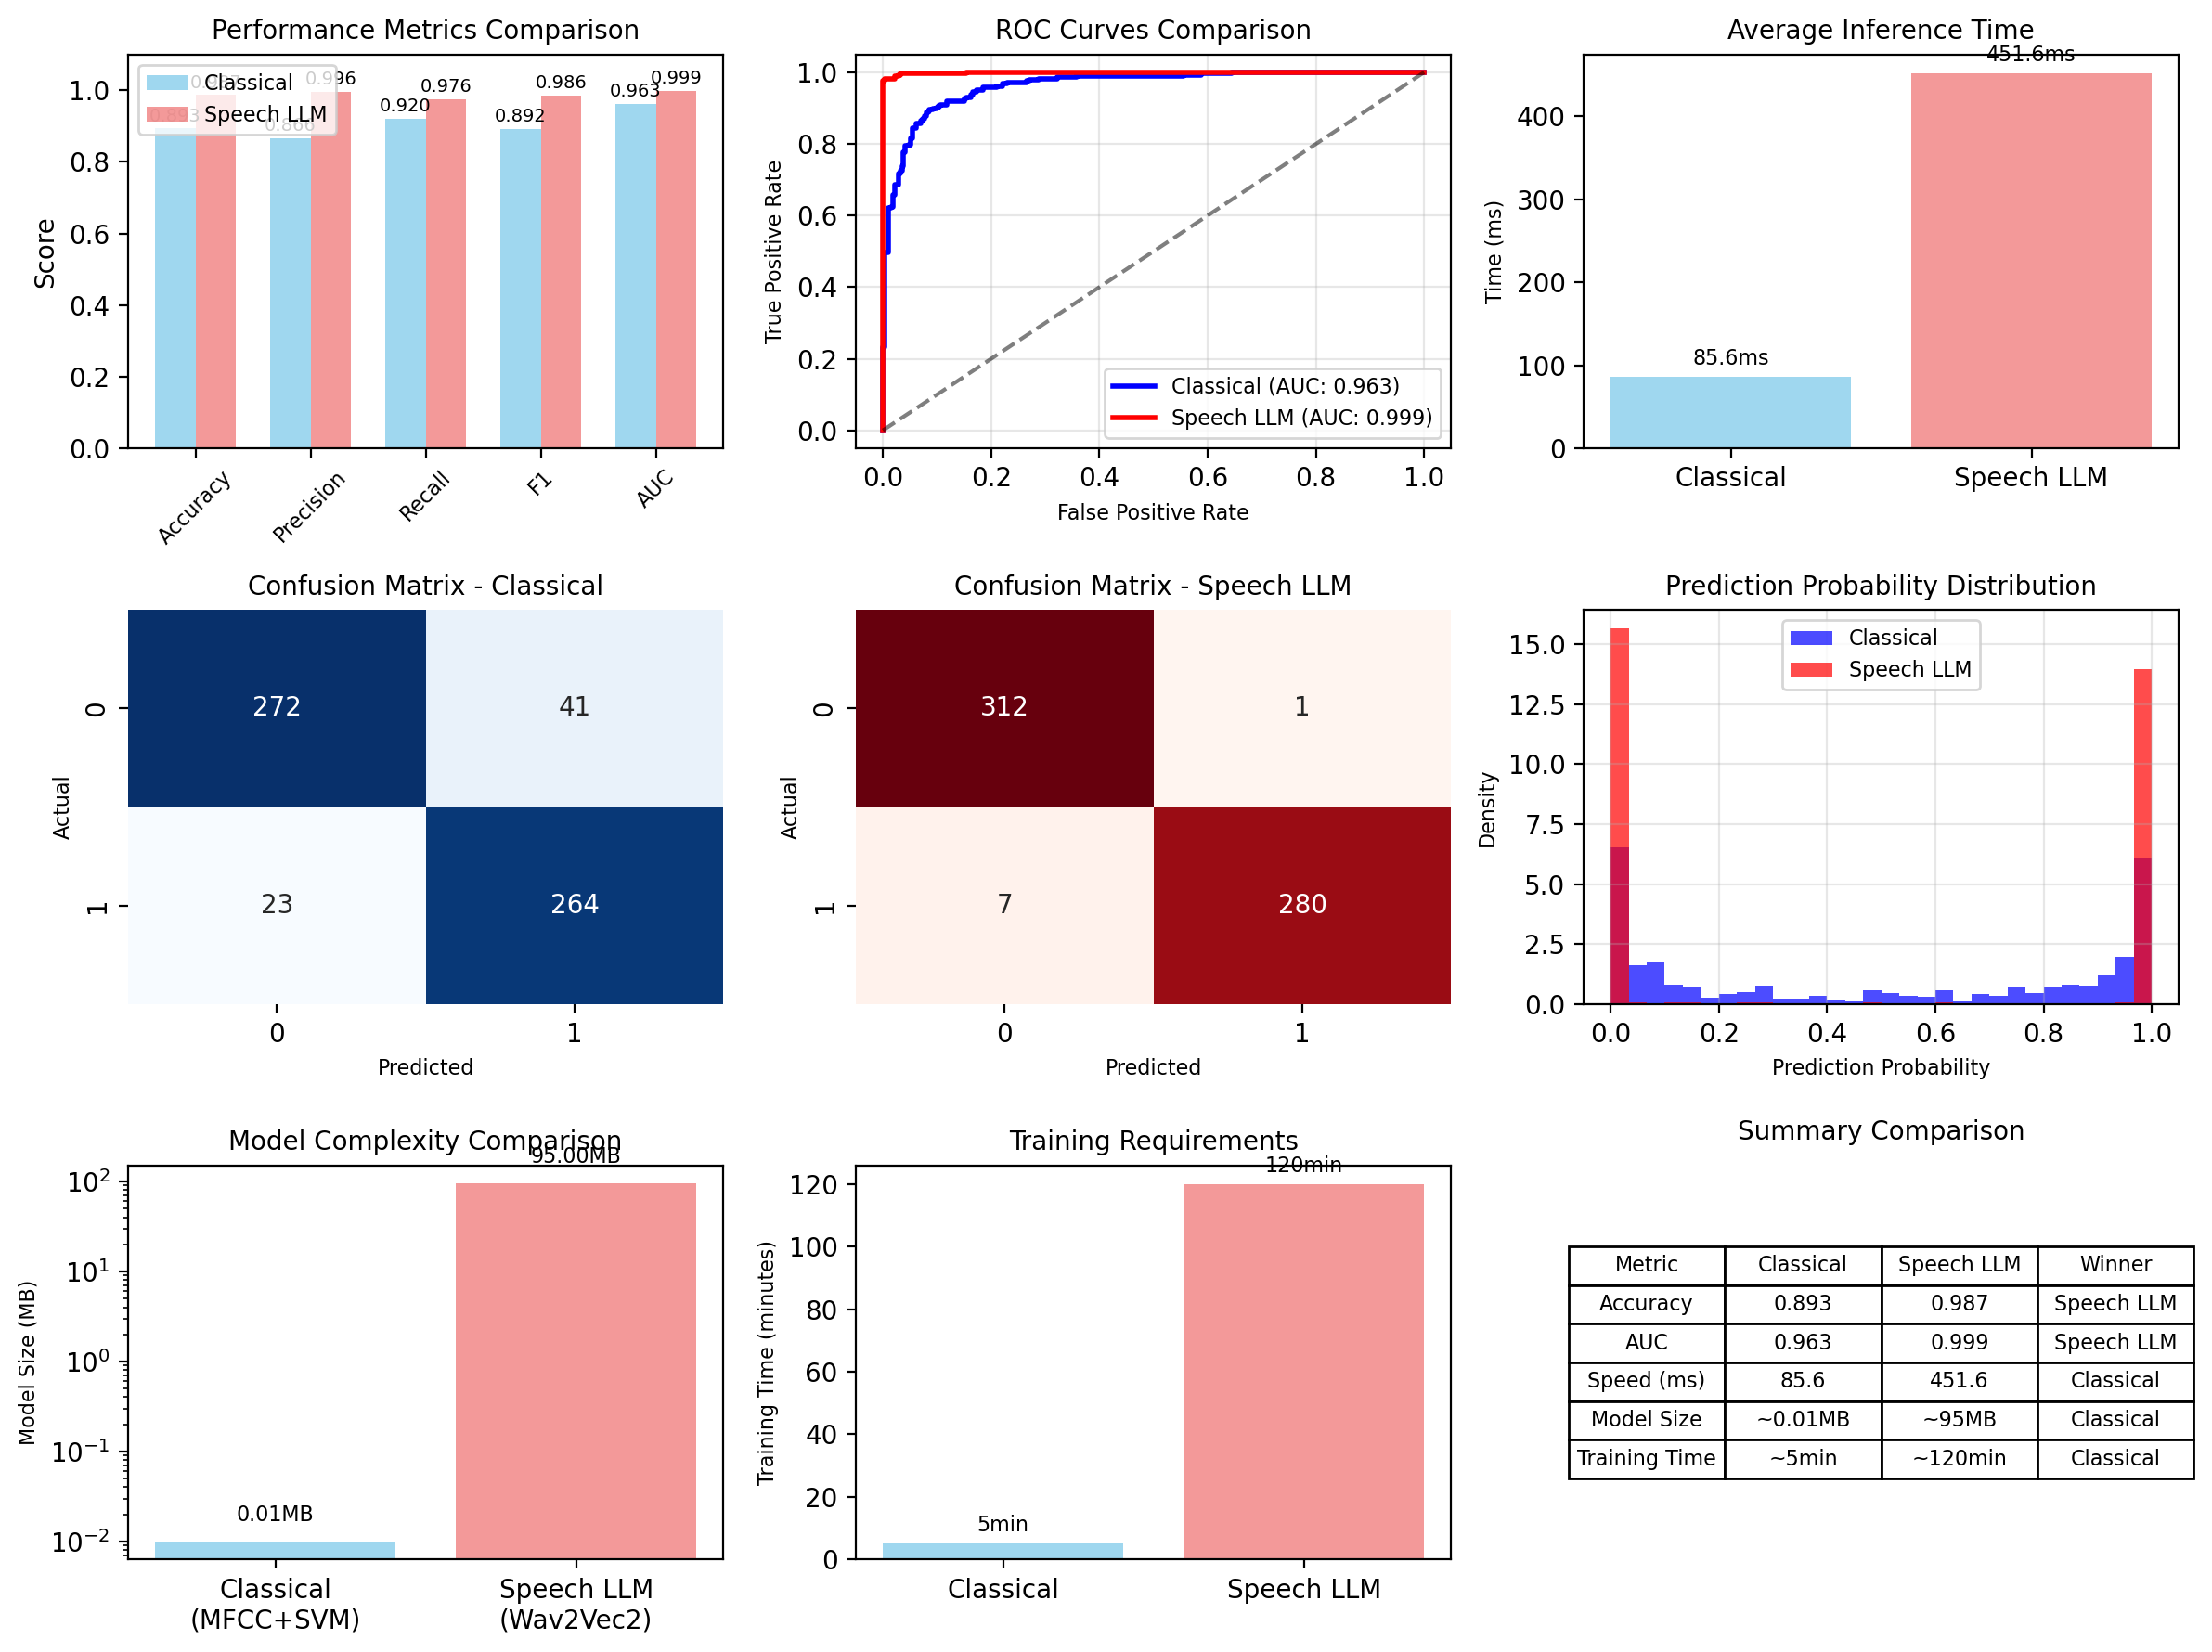 Performance Metrics Comparison
Classical
Speech LLM
0.893
0.987
0.866
0.996
0.920
0.976
0.892
0.986
0.963
0.999
Score
1.0
0.8
0.6
0.4
0.2
0.0
Accuracy
Precision
Recall
F1
AUC
ROC Curves Comparison
True Positive Rate
1.0
0.8
0.6
0.4
0.2
0.0
Classical (AUC: 0.963)
Speech LLM (AUC: 0.999)
0.0 0.2 0.4 0.6 0.8 1.0
False Positive Rate
Average Inference Time
451.6ms
85.6ms
Time (ms)
400
300
200
100
0
Classical Speech LLM
Confusion Matrix - Classical
Actual
0
272 41
1
23 264
0 1
Predicted
Confusion Matrix - Speech LLM
Actual
0
312 1
1
7 280
0 1
Predicted
Prediction Probability Distribution
Classical
Speech LLM
Density
15.0
12.5
10.0
7.5
5.0
2.5
0.0
0.0 0.2 0.4 0.6 0.8 1.0
Prediction Probability
Model Complexity Comparison
95.00MB
0.01MB
Model Size (MB)
10²
10¹
10⁰
10⁻¹
10⁻²
Classical
(MFCC+SVM)
Speech LLM
(Wav2Vec2)
Training Requirements
120min
5min
Training Time (minutes)
120
100
80
60
40
20
0
Classical Speech LLM
Summary Comparison
Metric Classical Speech LLM Winner
Accuracy 0.893 0.987 Speech LLM
AUC 0.963 0.999 Speech LLM
Speed (ms) 85.6 451.6 Classical
Model Size ~0.01MB ~95MB Classical
Training Time ~5min ~120min Classical